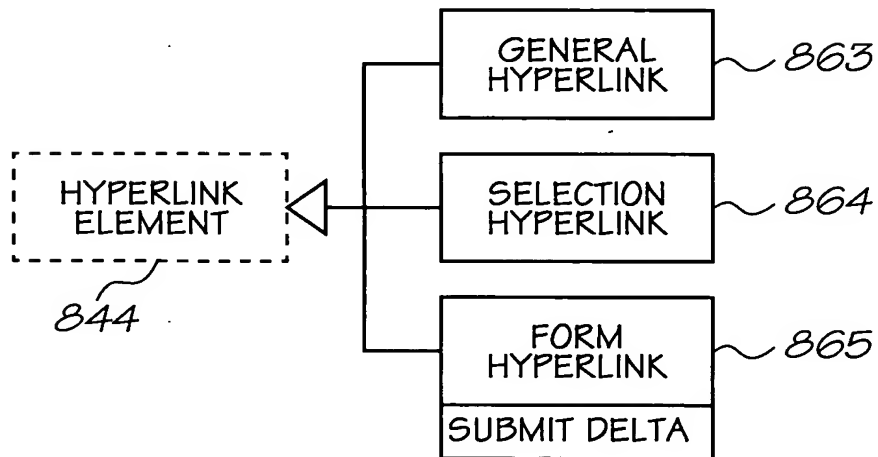 GENERAL
HYPERLINK
863
HYPERLINK
ELEMENT
844
SELECTION
HYPERLINK
864
FORM
HYPERLINK
865
SUBMIT DELTA